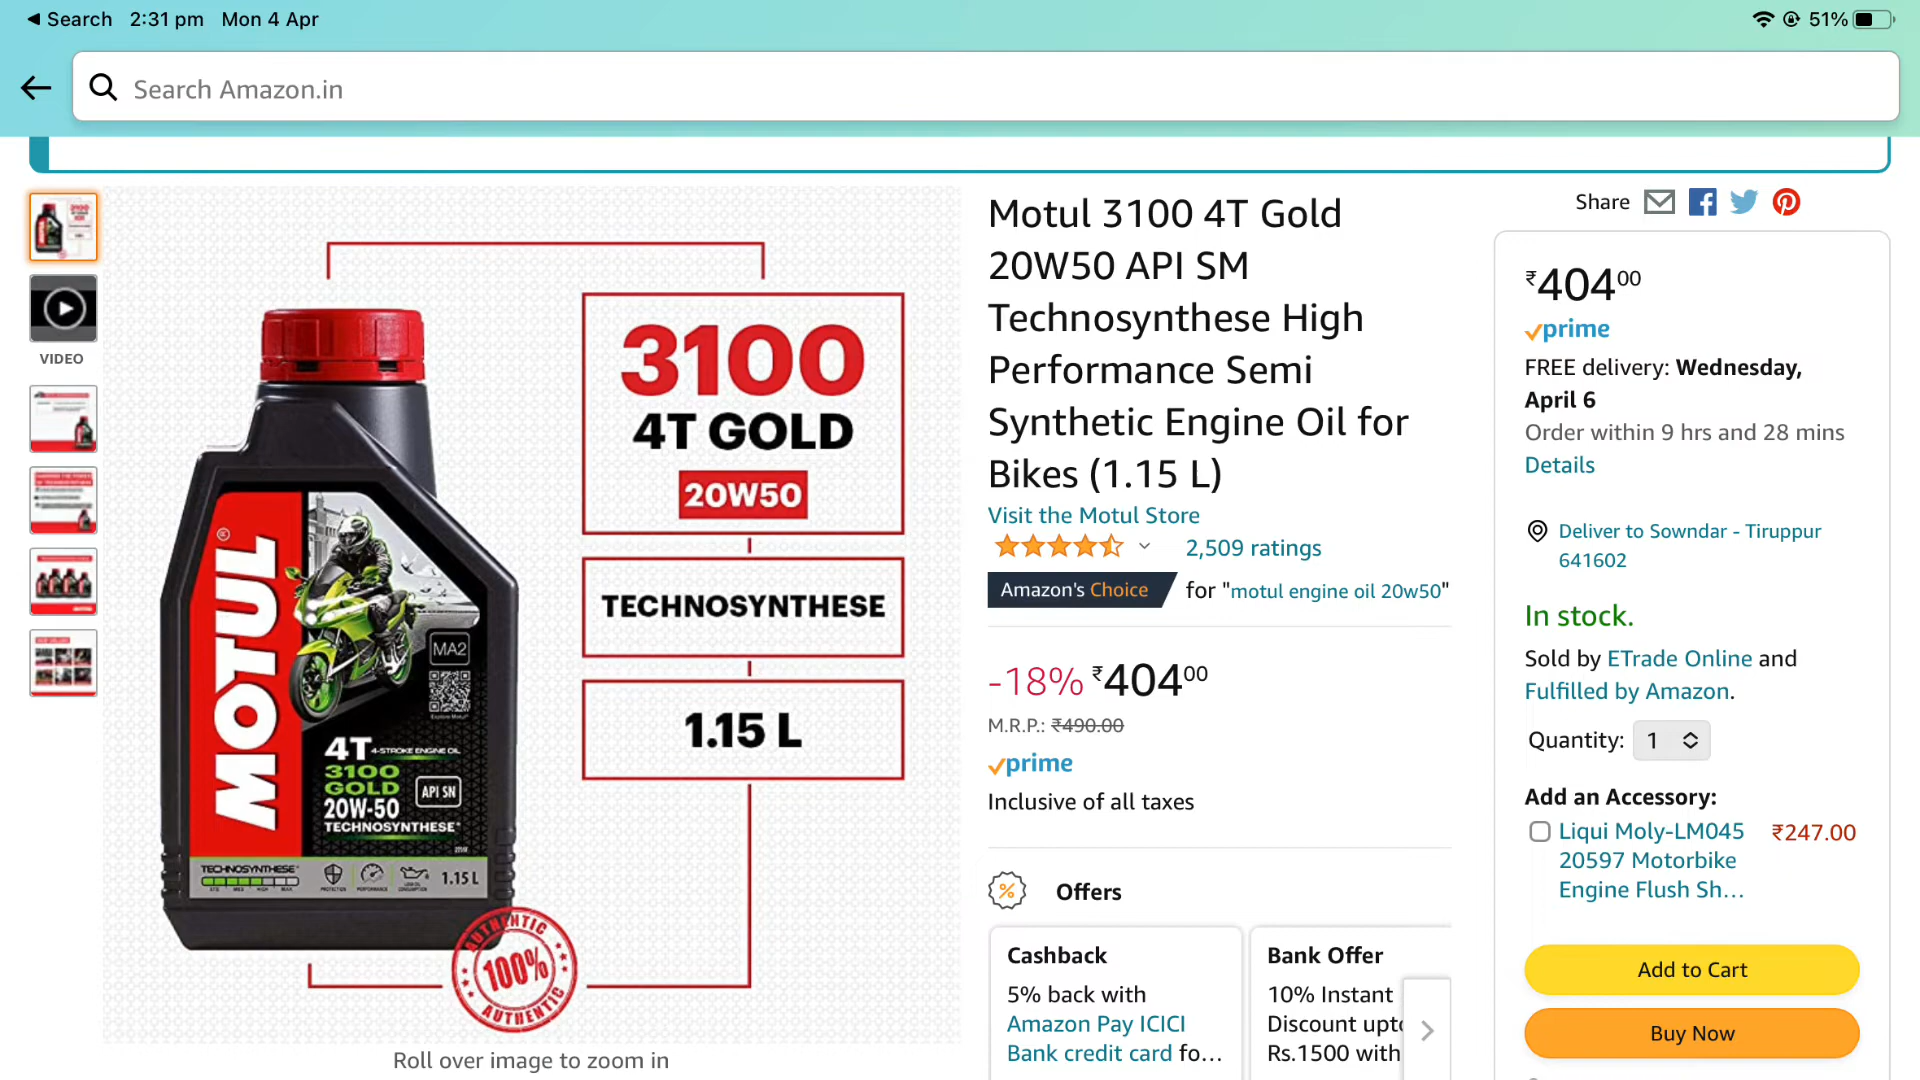 Search 2:31 pm Mon 4 Apr
51%
Search Amazon.in
VIDEO
3100
4T GOLD
20W50
TECHNOSYNTHESE
1.15 L
MOTUL
MA2
4T 4-STROKE ENGINE OIL
3100
GOLD
20W-50
API SN
TECHNOSYNTHESE
TECHNOSYNTHESE
1.15 L
AUTHENTIC
100%
AUTHENTIC
Roll over image to zoom in
Motul 3100 4T Gold
20W50 API SM
Technosynthese High
Performance Semi
Synthetic Engine Oil for
Bikes (1.15 L)
Visit the Motul Store
2,509 ratings
Amazon's Choice for "motul engine oil 20w50"
-18% ₹40400
M.R.P.: ₹490.00
prime
Inclusive of all taxes
Offers
Cashback
5% back with
Amazon Pay ICICI
Bank credit card fo...
Bank Offer
10% Instant
Discount upto
Rs.1500 with
Share
₹40400
prime
FREE delivery: Wednesday,
April 6
Order within 9 hrs and 28 mins
Details
Deliver to Sowndar - Tiruppur
641602
In stock.
Sold by ETrade Online and
Fulfilled by Amazon.
Quantity: 1
Add an Accessory:
Liqui Moly-LM045 ₹247.00
20597 Motorbike
Engine Flush Sh...
Add to Cart
Buy Now